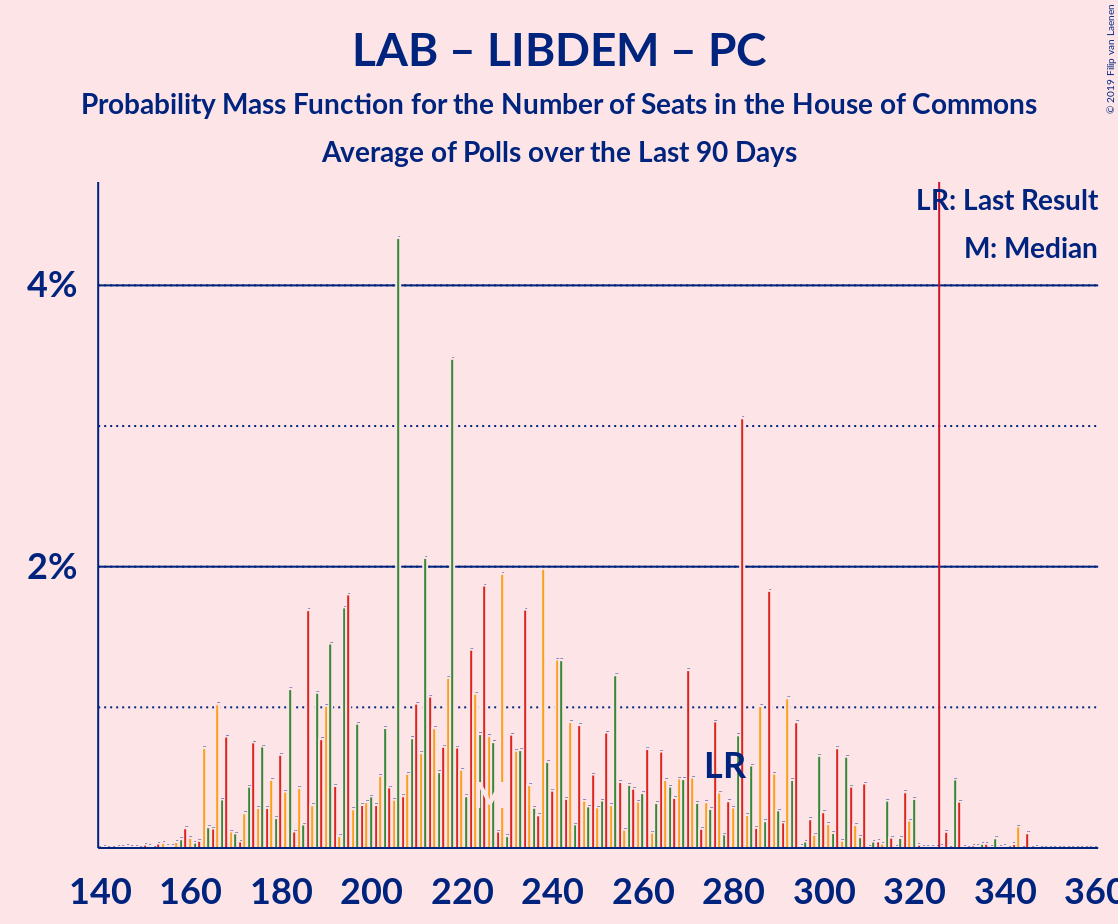 LAB – LIBDEM – PC
Probability Mass Function for the Number of Seats in the House of Commons
Average of Polls over the Last 90 Days
© 2019 Filip van Laenen
LR: Last Result
M: Median
4%
2%
LR
M
140 160 180 200 220 240 260 280 300 320 340 360